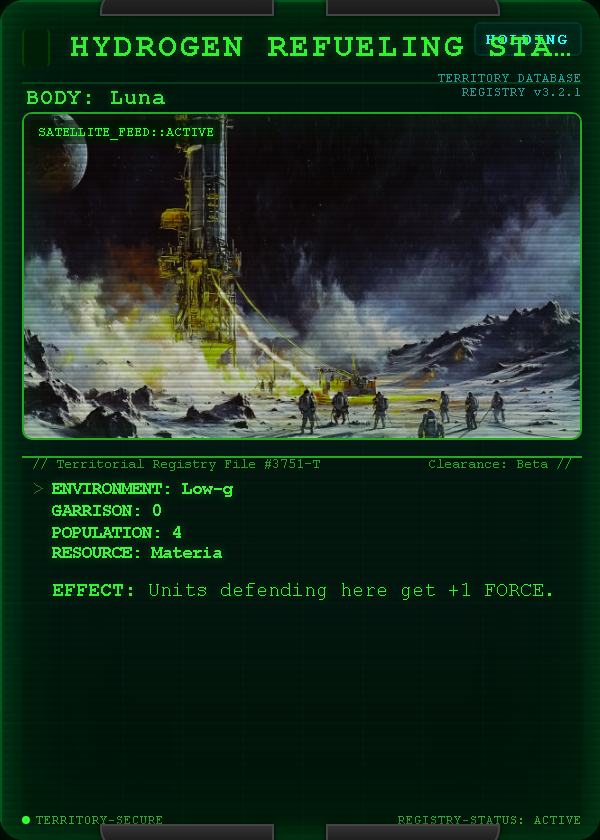 HYDROGEN REFUELING STA…
HOLDING
TERRITORY DATABASE
REGISTRY v3.2.1
BODY: Luna
SATELLITE_FEED::ACTIVE
// Territorial Registry File #3751-T
Clearance: Beta //
> ENVIRONMENT: Low-g
GARRISON: 0
POPULATION: 4
RESOURCE: Materia
EFFECT: Units defending here get +1 FORCE.
TERRITORY-SECURE
REGISTRY-STATUS: ACTIVE